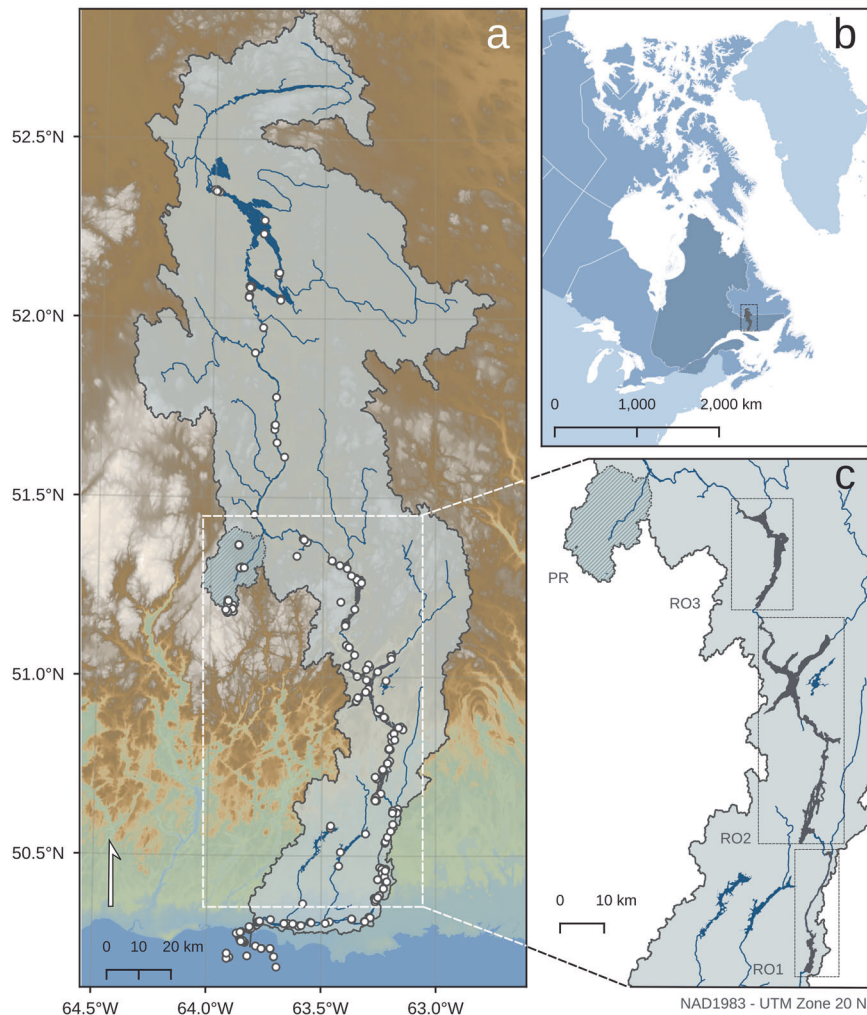 a
52.5°N
52.0°N
51.5°N
51.0°N
50.5°N
0 10 20 km
64.5°W 64.0°W 63.5°W 63.0°W
b
0 1,000 2,000 km
c
PR
RO3
RO2
RO1
0 10 km
NAD1983 - UTM Zone 20 N